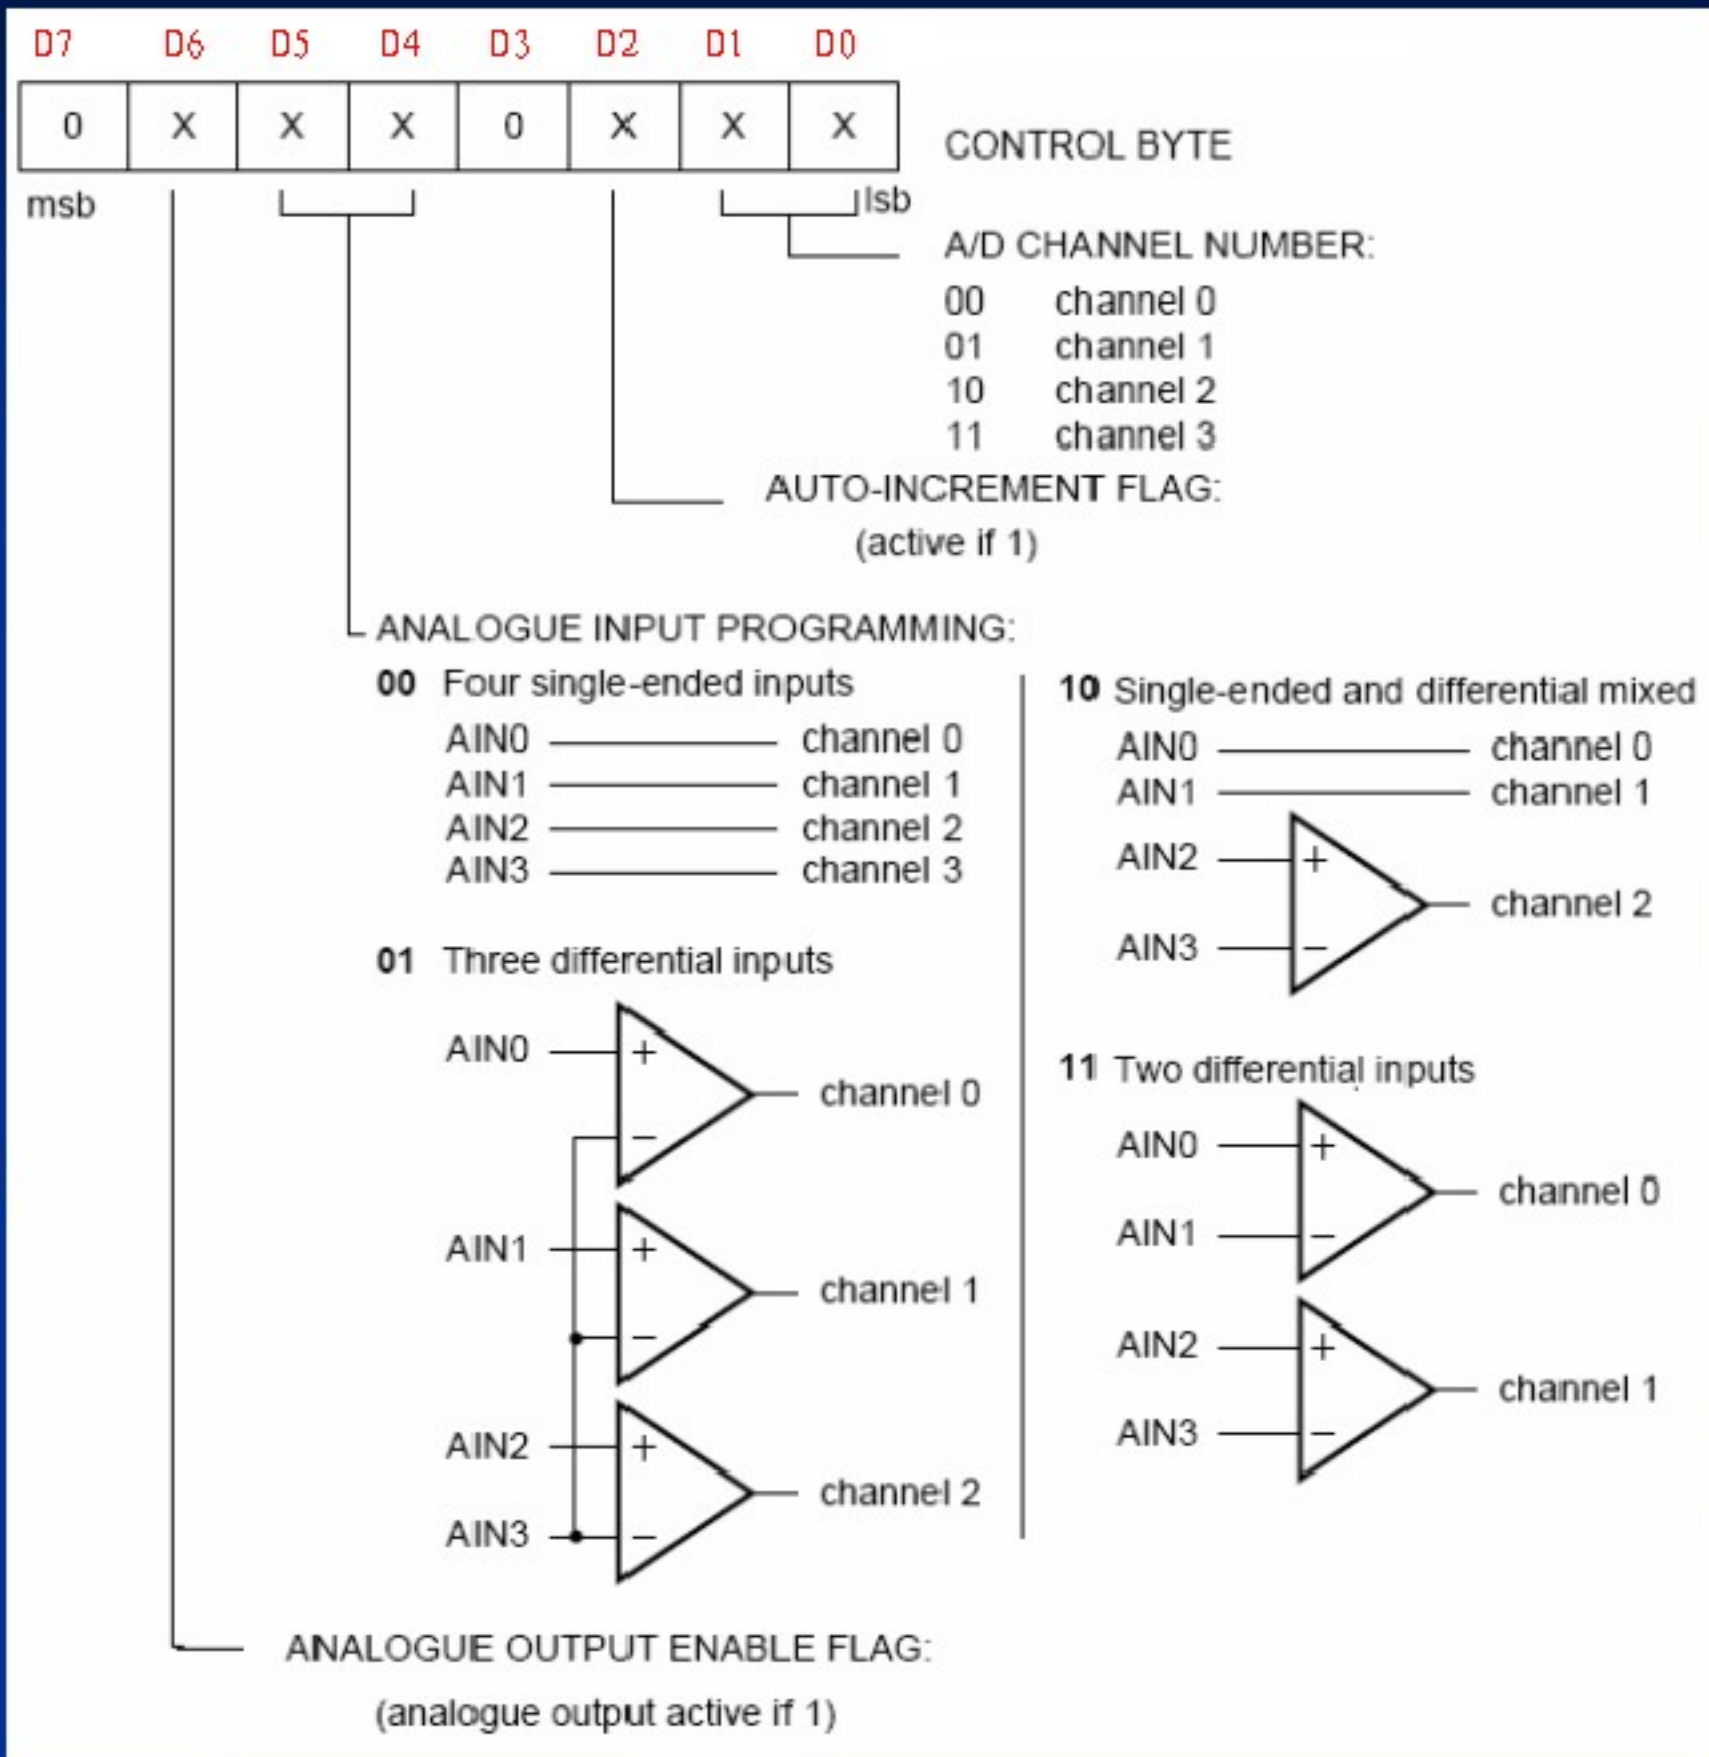 D7 D6 D5 D4 D3 D2 D1 D0
0 X X X 0 X X X
CONTROL BYTE
msb
lsb
A/D CHANNEL NUMBER:
00 channel 0
01 channel 1
10 channel 2
11 channel 3
AUTO-INCREMENT FLAG:
(active if 1)
ANALOGUE INPUT PROGRAMMING:
00 Four single-ended inputs
AIN0 channel 0
AIN1 channel 1
AIN2 channel 2
AIN3 channel 3
01 Three differential inputs
AIN0
+
channel 0
−
AIN1
+
channel 1
−
AIN2
+
channel 2
AIN3
−
10 Single-ended and differential mixed
AIN0 channel 0
AIN1 channel 1
AIN2
+
channel 2
AIN3
−
11 Two differential inputs
AIN0
+
channel 0
AIN1
−
AIN2
+
channel 1
AIN3
−
ANALOGUE OUTPUT ENABLE FLAG:
(analogue output active if 1)